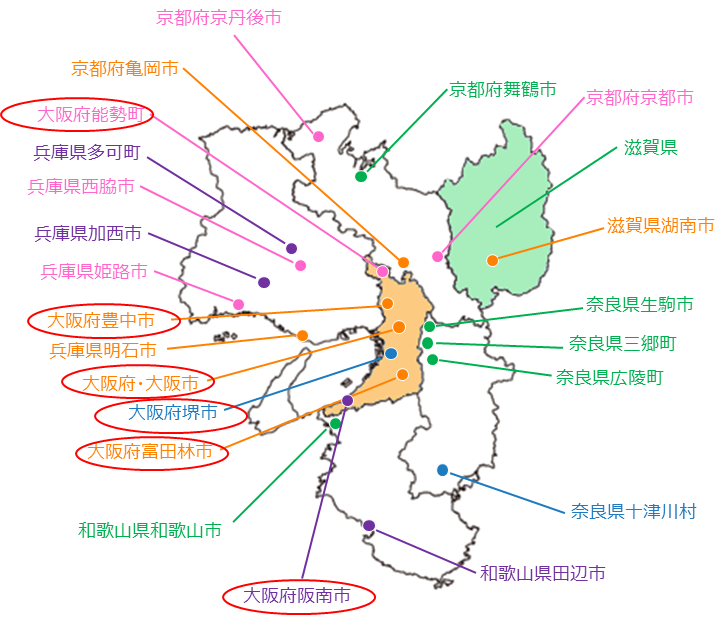 京都府京丹後市
京都府亀岡市
京都府舞鶴市
京都府京都市
大阪府能勢町
滋賀県
兵庫県多可町
兵庫県西脇市
滋賀県湖南市
兵庫県加西市
兵庫県姫路市
奈良県生駒市
大阪府豊中市
奈良県三郷町
兵庫県明石市
奈良県広陵町
大阪府・大阪市
大阪府堺市
大阪府富田林市
奈良県十津川村
和歌山県和歌山市
和歌山県田辺市
大阪府阪南市